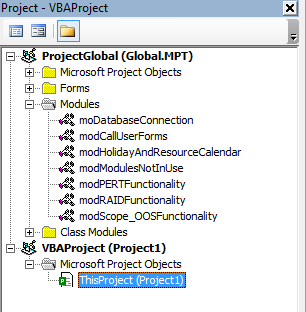 Project - VBAProject
ProjectGlobal (Global.MPT)
Microsoft Project Objects
Forms
Modules
moDatabaseConnection
modCallUserForms
modHolidayAndResourceCalendar
modModulesNotInUse
modPERTFunctionality
modRAIDFunctionality
modScope_OOSFunctionality
Class Modules
VBAProject (Project1)
Microsoft Project Objects
ThisProject (Project1)